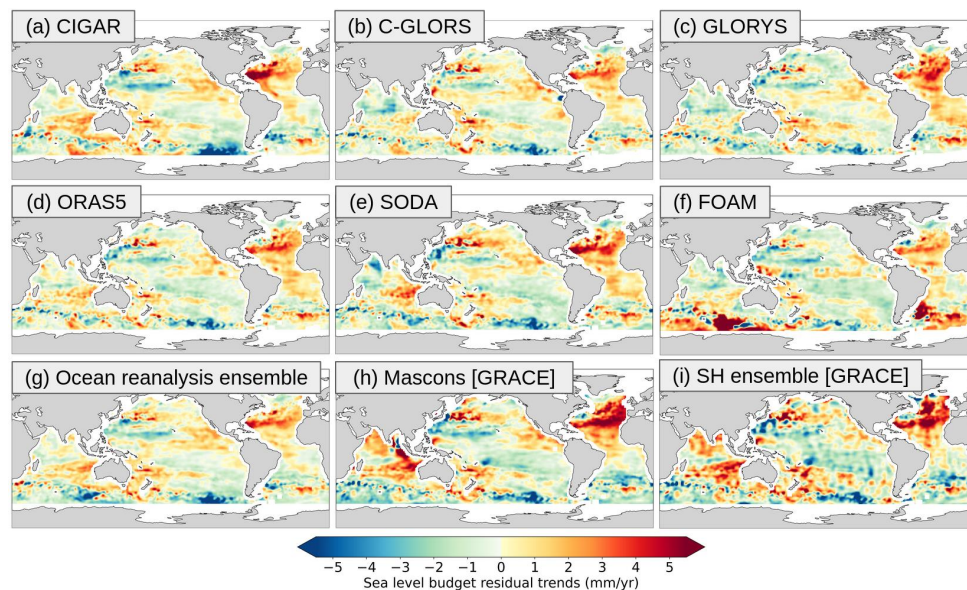 (a) CIGAR
(b) C-GLORS
(c) GLORYS
(d) ORAS5
(e) SODA
(f) FOAM
(g) Ocean reanalysis ensemble
(h) Mascons [GRACE]
(i) SH ensemble [GRACE]
−5 −4 −3 −2 −1 0 1 2 3 4 5
Sea level budget residual trends (mm/yr)